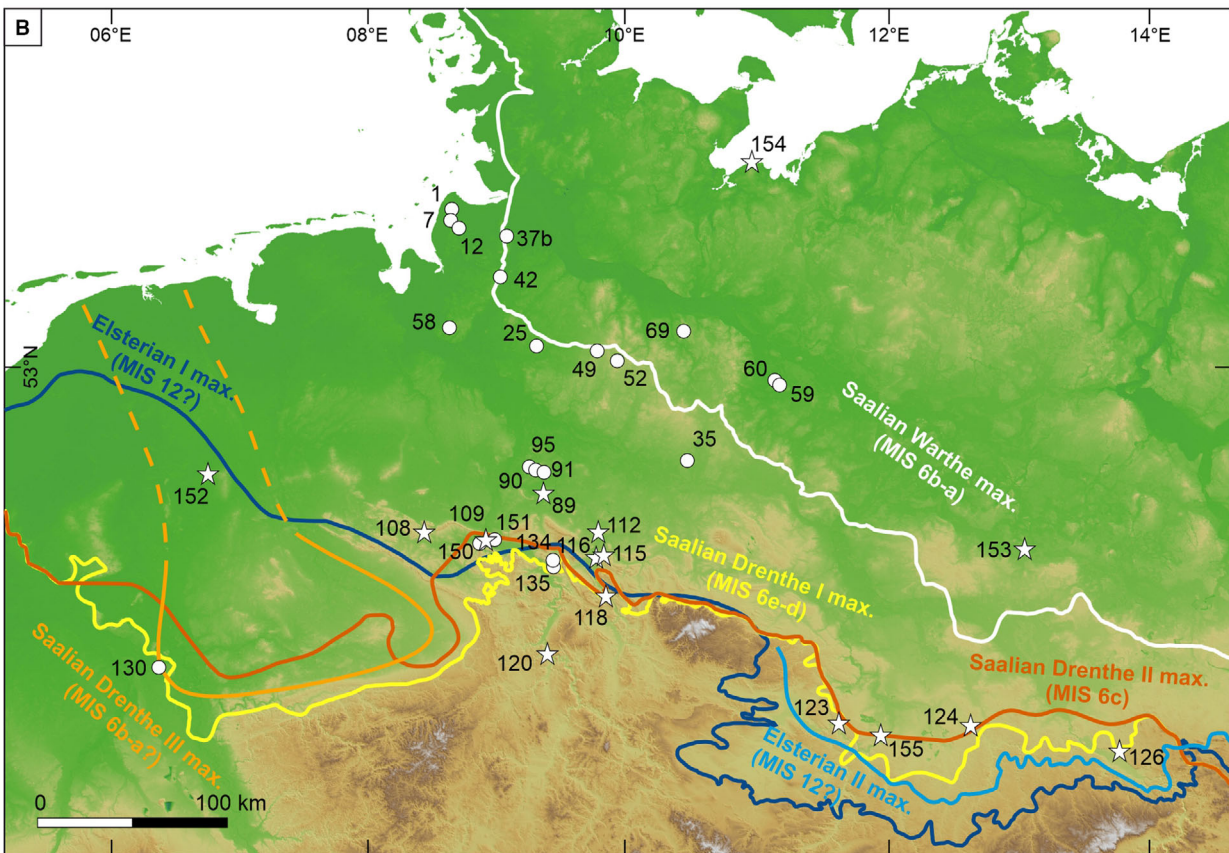 B
06°E
08°E
10°E
12°E
14°E
154
1
7
12
37b
42
53°N
58
25
69
49
52
60
59
Elsterian I max.
(MIS 12?)
Saalian Warthe max.
(MIS 6b-a)
35
95
90
91
152
89
109
151
112
108
150
134
116
115
153
135
Saalian Drenthe I max.
(MIS 6e-d)
118
130
120
Saalian Drenthe II max.
(MIS 6c)
Saalian Drenthe III max.
(MIS 6b-a?)
123
155
124
126
Elsterian II max.
(MIS 12?)
0 100 km